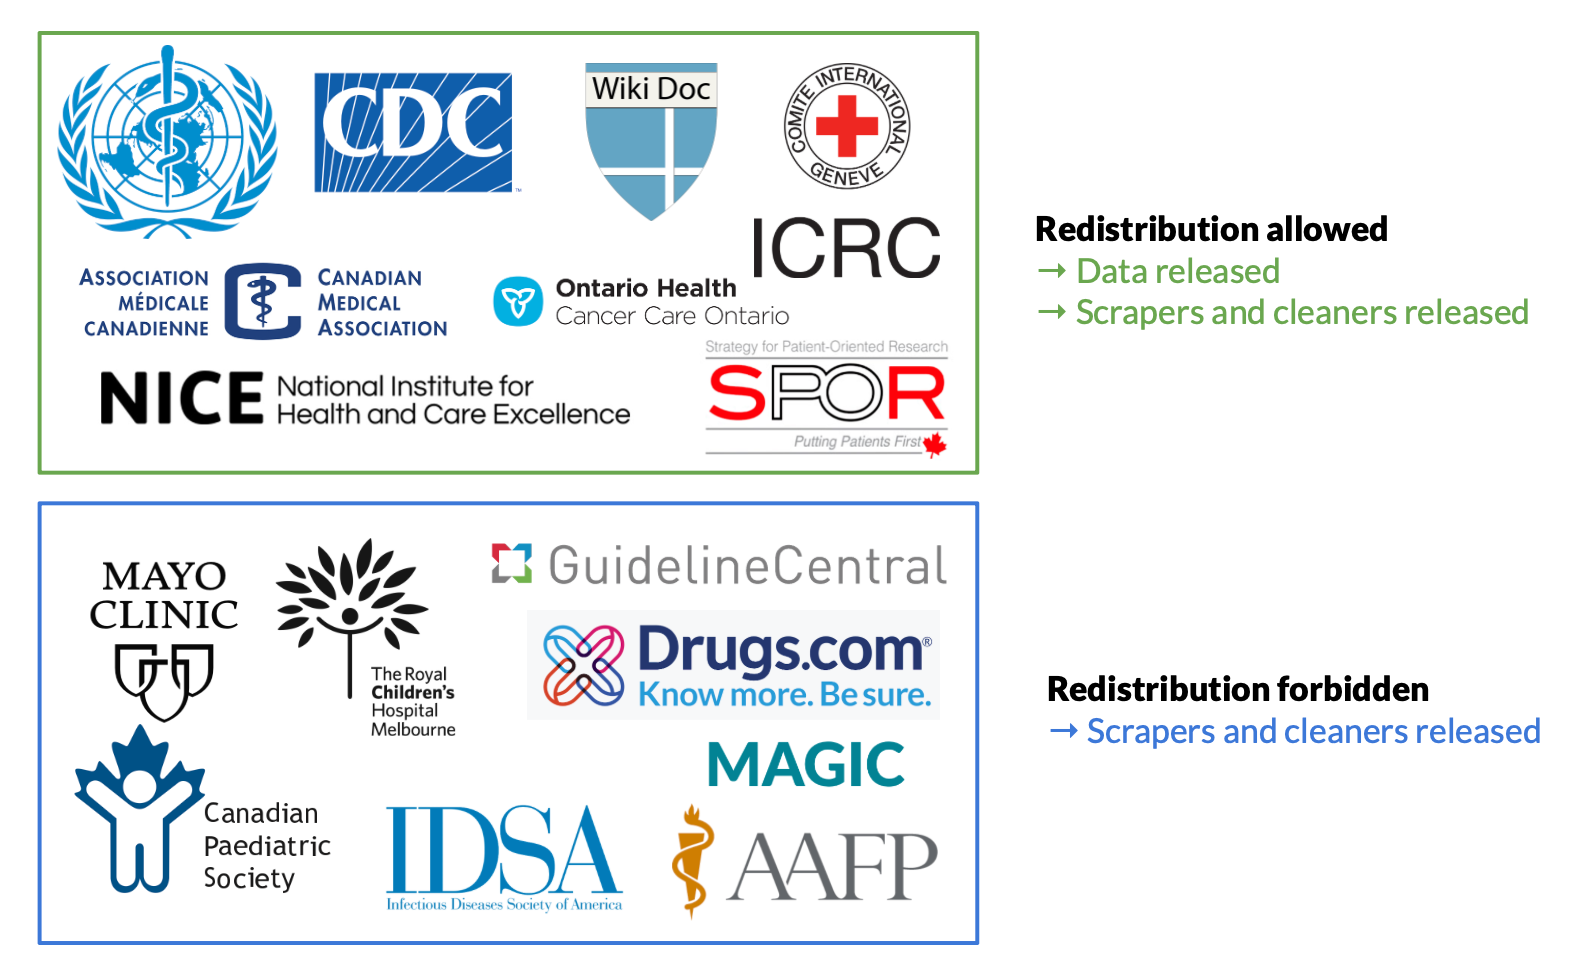 CDC
™
Wiki Doc
COMITE INTERNATIONAL
GENEVE
ICRC
ASSOCIATION
MÉDICALE
CANADIENNE
CANADIAN
MEDICAL
ASSOCIATION
Ontario Health
Cancer Care Ontario
NICE
National Institute for
Health and Care Excellence
Strategy for Patient-Oriented Research
SPOR
Putting Patients First
Redistribution allowed
→ Data released
→ Scrapers and cleaners released
MAYO
CLINIC
The Royal
Children's
Hospital
Melbourne
GuidelineCentral
Drugs.com®
Know more. Be sure.
MAGIC
Canadian
Paediatric
Society
IDSA
Infectious Diseases Society of America
AAFP
Redistribution forbidden
→ Scrapers and cleaners released